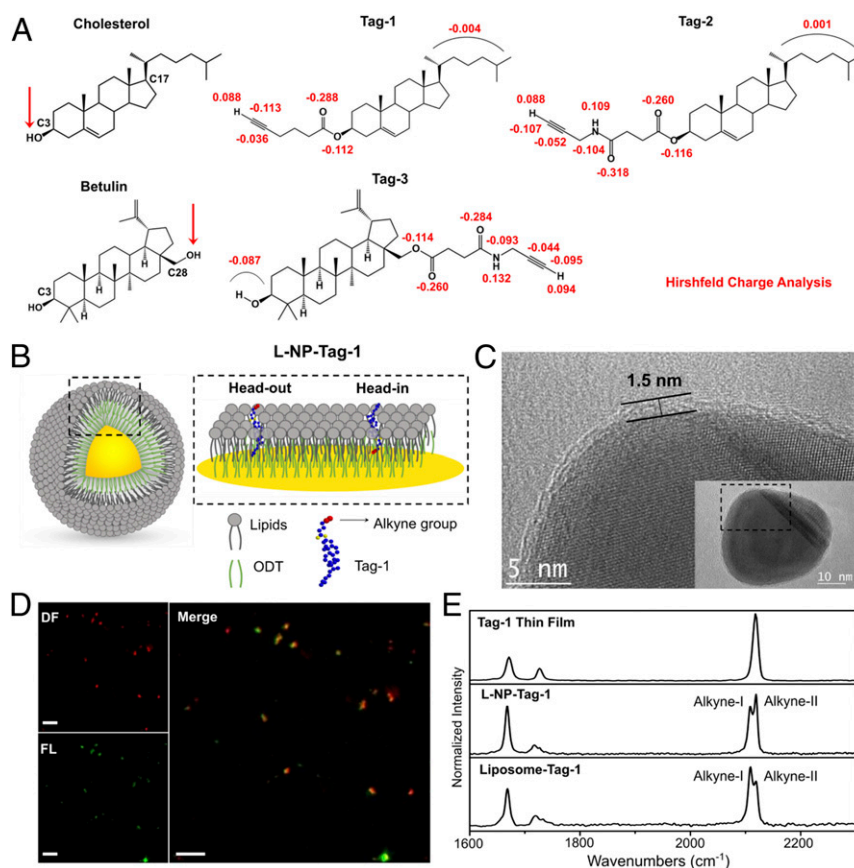 A
Cholesterol
C17
C3
HO
Tag-1
-0.004
0.088
H
-0.113
-0.036
-0.288
O
O
-0.112
Tag-2
0.001
0.088
H
-0.107
-0.052
0.109
H
N
-0.104
O
-0.318
-0.260
O
O
-0.116
Betulin
OH
C28
C3
HO
H
H
H
Tag-3
-0.087
H
O
H
H
H
-0.114
O
O
-0.260
-0.284
O
N
H
-0.093
0.132
-0.044
-0.095
H
0.094
Hirshfeld Charge Analysis
B
L-NP-Tag-1
Head-out
Head-in
Lipids
ODT
Alkyne group
Tag-1
C
1.5 nm
5 nm
10 nm
D
DF
FL
Merge
E
Normalized Intensity
Tag-1 Thin Film
L-NP-Tag-1
Alkyne-I
Alkyne-II
Liposome-Tag-1
Alkyne-I
Alkyne-II
1600
1800
2000
2200
Wavenumbers (cm-1)